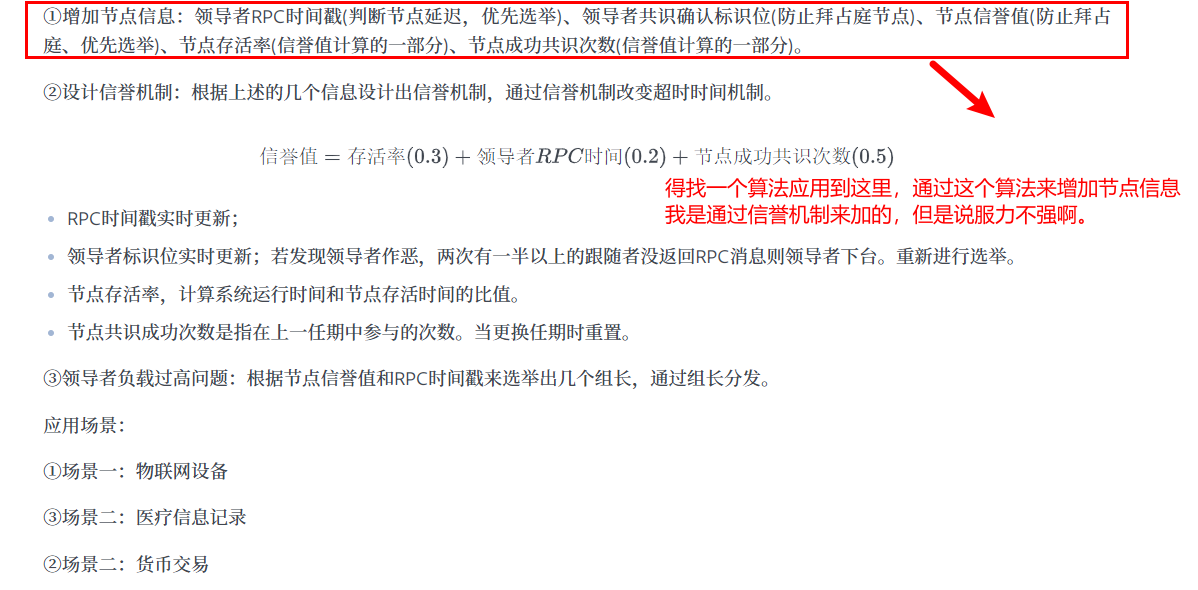 ①增加节点信息：领导者RPC时间戳(判断节点延迟，优先选举)、领导者共识确认标识位(防止拜占庭节点)、节点信誉值(防止拜占
庭、优先选举)、节点存活率(信誉值计算的一部分)、节点成功共识次数(信誉值计算的一部分)。
②设计信誉机制：根据上述的几个信息设计出信誉机制，通过信誉机制改变超时时间机制。
信誉值 = 存活率(0.3) + 领导者RPC时间(0.2) + 节点成功共识次数(0.5)
得找一个算法应用到这里，通过这个算法来增加节点信息
我是通过信誉机制来加的，但是说服力不强啊。
• RPC时间戳实时更新；
• 领导者标识位实时更新；若发现领导者作恶，两次有一半以上的跟随者没返回RPC消息则领导者下台。重新进行选举。
• 节点存活率，计算系统运行时间和节点存活时间的比值。
• 节点共识成功次数是指在上一任期中参与的次数。当更换任期时重置。
③领导者负载过高问题：根据节点信誉值和RPC时间戳来选举出几个组长，通过组长分发。
应用场景：
①场景一：物联网设备
③场景二：医疗信息记录
②场景二：货币交易